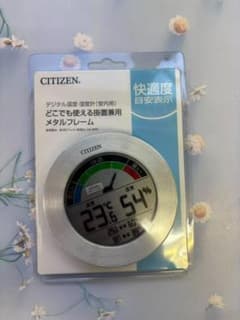 CITIZEN.
快適度
目安表示
デジタル温度・湿度計(室内用)
どこでも使える掛置兼用
メタルフレーム
CITIZEN
23.6
54%